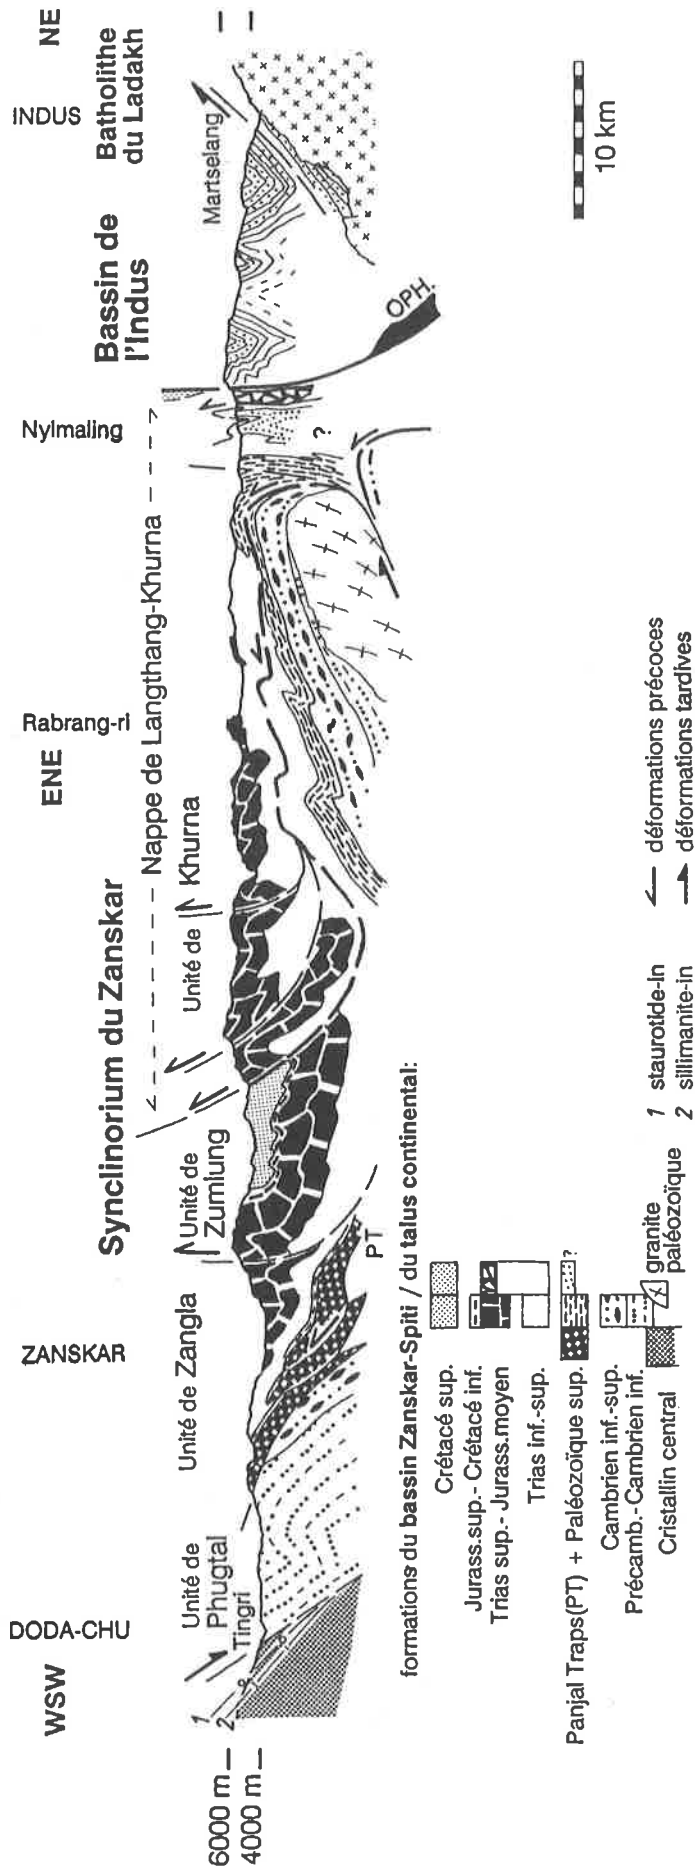 WSW
ENE
NE
DODA-CHU
ZANSKAR
Rabrang-ri
Nyimaling
INDUS
Synclinorium du Zanskar
Bassin de
l'Indus
Batholithe
du Ladakh
Nappe de Langthang-Khurna
Unité de
Phugtal
Tingri
Unité de Zangla
Unité de
Zumlung
Unité de
Khurna
Martselang
6000 m
4000 m
1
2
PT
?
OPH.
10 km
formations du bassin Zanskar-Spiti / du talus continental:
Crétacé sup.
Jurass.sup.- Crétacé inf.
Trias sup.- Jurass.moyen
Trias inf.-sup.
Panjal Traps(PT) + Paléozoïque sup.
?
Cambrien inf.-sup.
Précamb.-Cambrien inf.
Cristallin central
granite
paléozoïque
1 staurotide-in
2 sillimanite-in
déformations précoces
déformations tardives